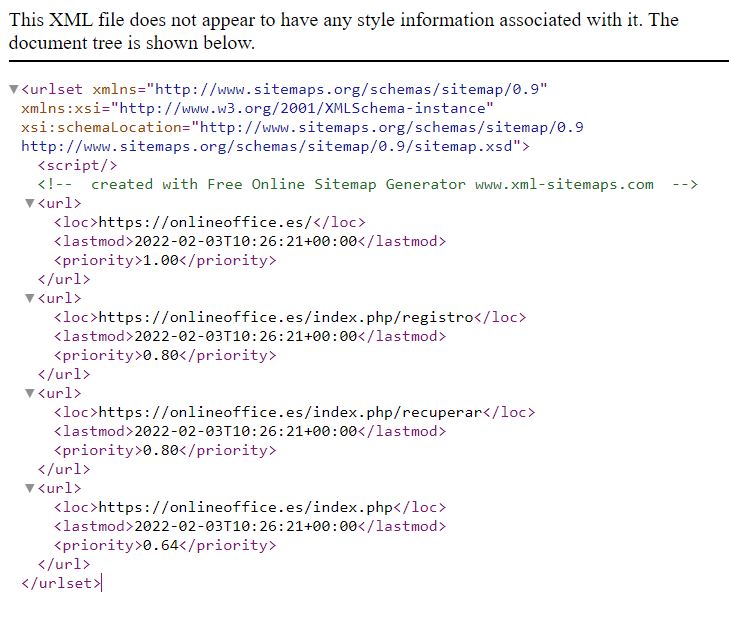 This XML file does not appear to have any style information associated with it. The
document tree is shown below.
▼<urlset xmlns="http://www.sitemaps.org/schemas/sitemap/0.9"
xmlns:xsi="http://www.w3.org/2001/XMLSchema-instance"
xsi:schemaLocation="http://www.sitemaps.org/schemas/sitemap/0.9
http://www.sitemaps.org/schemas/sitemap/0.9/sitemap.xsd">
<script/>
<!--  created with Free Online Sitemap Generator www.xml-sitemaps.com  -->
▼<url>
<loc>https://onlineoffice.es/</loc>
<lastmod>2022-02-03T10:26:21+00:00</lastmod>
<priority>1.00</priority>
</url>
▼<url>
<loc>https://onlineoffice.es/index.php/registro</loc>
<lastmod>2022-02-03T10:26:21+00:00</lastmod>
<priority>0.80</priority>
</url>
▼<url>
<loc>https://onlineoffice.es/index.php/recuperar</loc>
<lastmod>2022-02-03T10:26:21+00:00</lastmod>
<priority>0.80</priority>
</url>
▼<url>
<loc>https://onlineoffice.es/index.php</loc>
<lastmod>2022-02-03T10:26:21+00:00</lastmod>
<priority>0.64</priority>
</url>
</urlset>